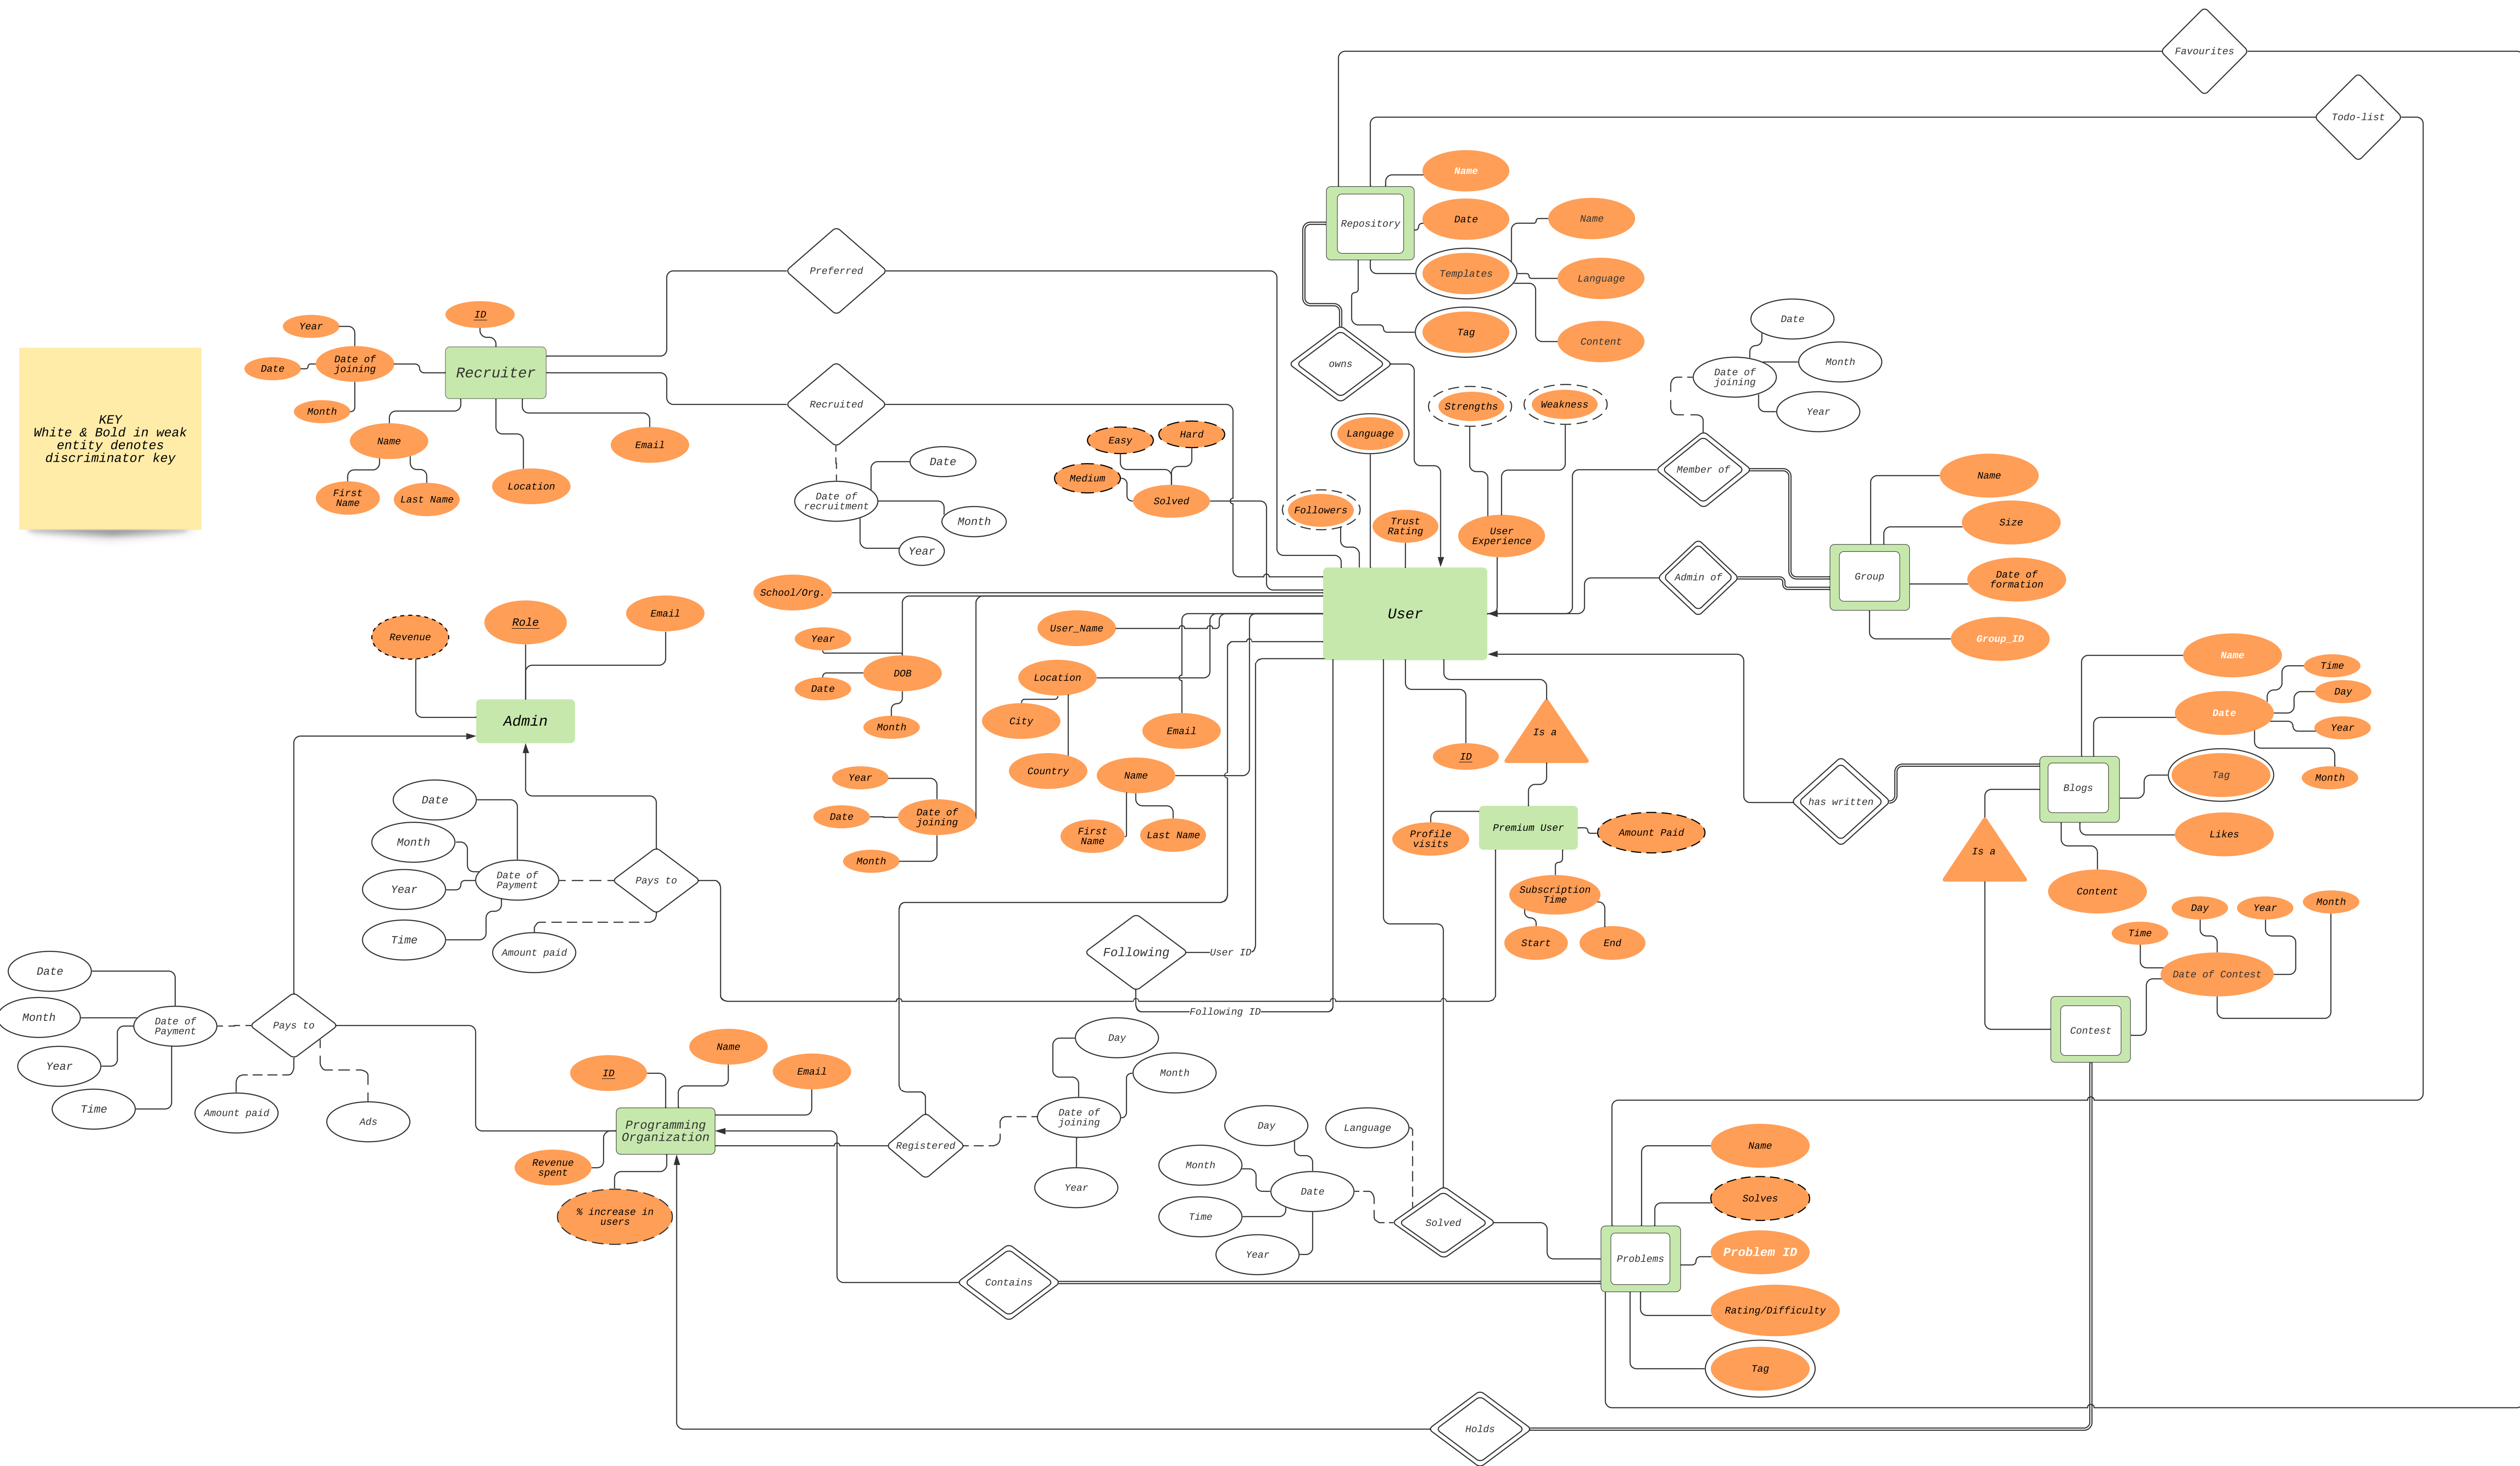 Favourites
Todo-list
Name
Repository
Date
Name
Templates
Language
Content
Tag
owns
Preferred
ID
Year
Date of
joining
Date
Month
Recruiter
Name
First
Name
Last Name
Location
Email
KEY
White & Bold in weak
entity denotes
discriminator key
Recruited
Date of
recruitment
Date
Month
Year
Easy
Hard
Medium
Solved
Followers
Language
Trust
Rating
Strengths
Weakness
User
Experience
Date
Month
Year
Date of
joining
Member of
Admin of
Group
Name
Size
Date of
formation
Group_ID
User
School/Org.
Year
DOB
Date
Month
User_Name
Location
City
Country
Email
Name
First
Name
Last Name
Year
Date
Date of
joining
Month
Revenue
Role
Email
Admin
Date
Month
Year
Time
Date of
Payment
Pays to
Amount paid
ID
Is a
Premium User
Profile
visits
Amount Paid
Subscription
Time
Start
End
has written
Name
Date
Time
Day
Year
Month
Blogs
Tag
Likes
Content
Is a
Time
Day
Year
Month
Date of Contest
Contest
Following
User ID
Following ID
Date
Month
Year
Time
Date of
Payment
Pays to
Amount paid
Ads
ID
Name
Email
Programming
Organization
Revenue
spent
% increase in
users
Registered
Day
Month
Date of
joining
Year
Day
Language
Month
Date
Time
Year
Solved
Contains
Problems
Name
Solves
Problem ID
Rating/Difficulty
Tag
Holds